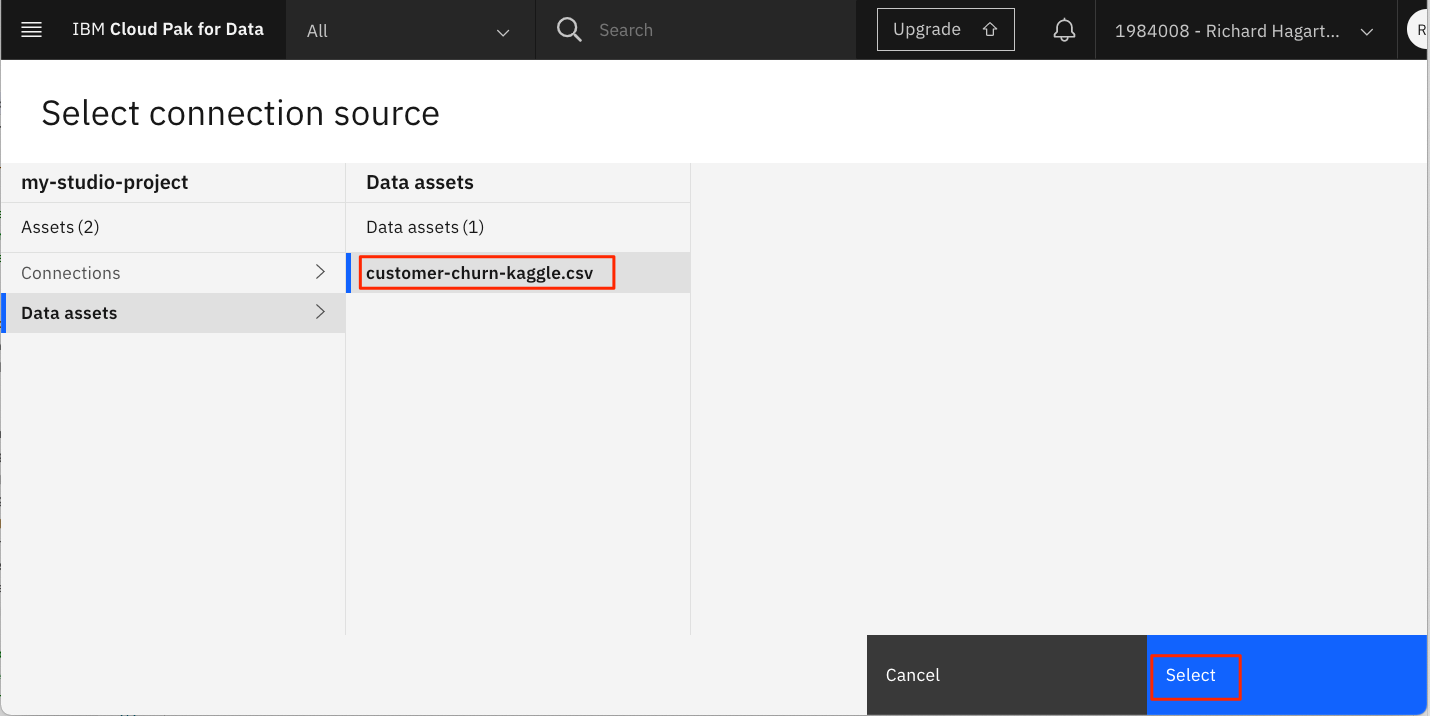 IBM Cloud Pak for Data
All
Search
Upgrade
1984008 - Richard Hagart...
R
Select connection source
my-studio-project
Data assets
Assets (2)
Data assets (1)
Connections
customer-churn-kaggle.csv
Data assets
Cancel
Select